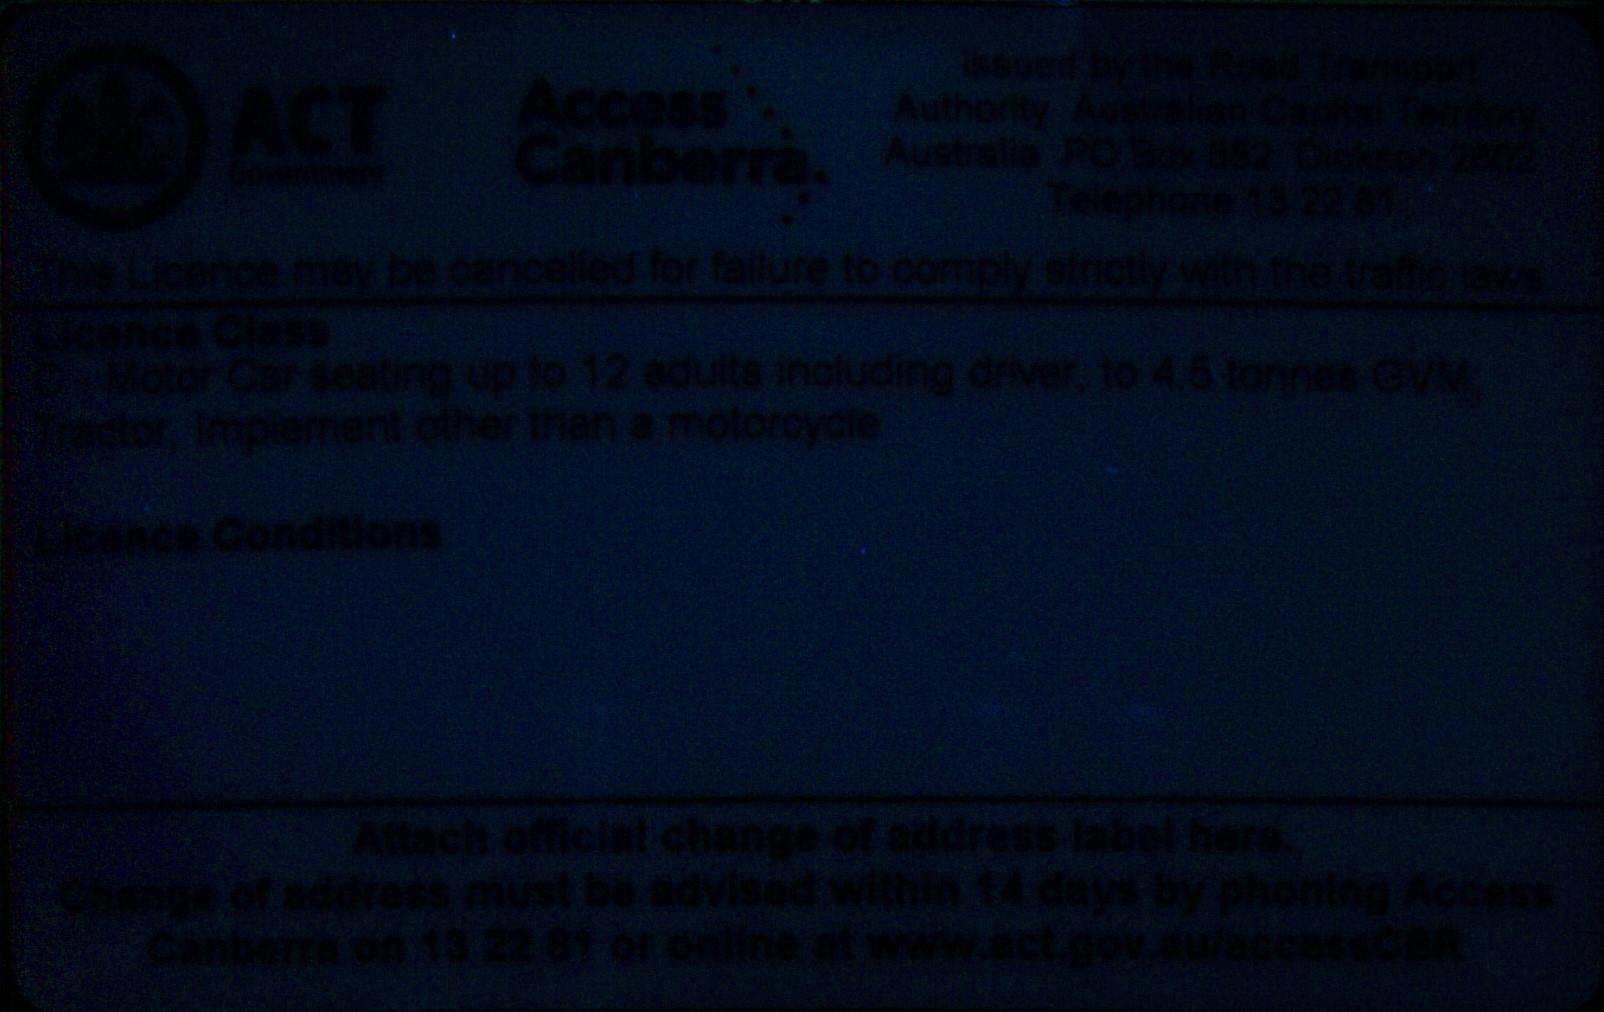 ACT
Government
Access
Canberra.
Issued by the Road Transport
Authority Australian Capital Territory,
Australia PO Box 582 Dickson 2602
Telephone 13 22 81
This Licence may be cancelled for failure to comply strictly with the traffic laws
Licence Class
C - Motor Car seating up to 12 adults including driver, to 4.5 tonnes GVM,
Tractor, Implement other than a motorcycle
Licence Conditions
Attach official change of address label here.
Change of address must be advised within 14 days by phoning Access
Canberra on 13 22 81 or online at www.act.gov.au/accessCBR